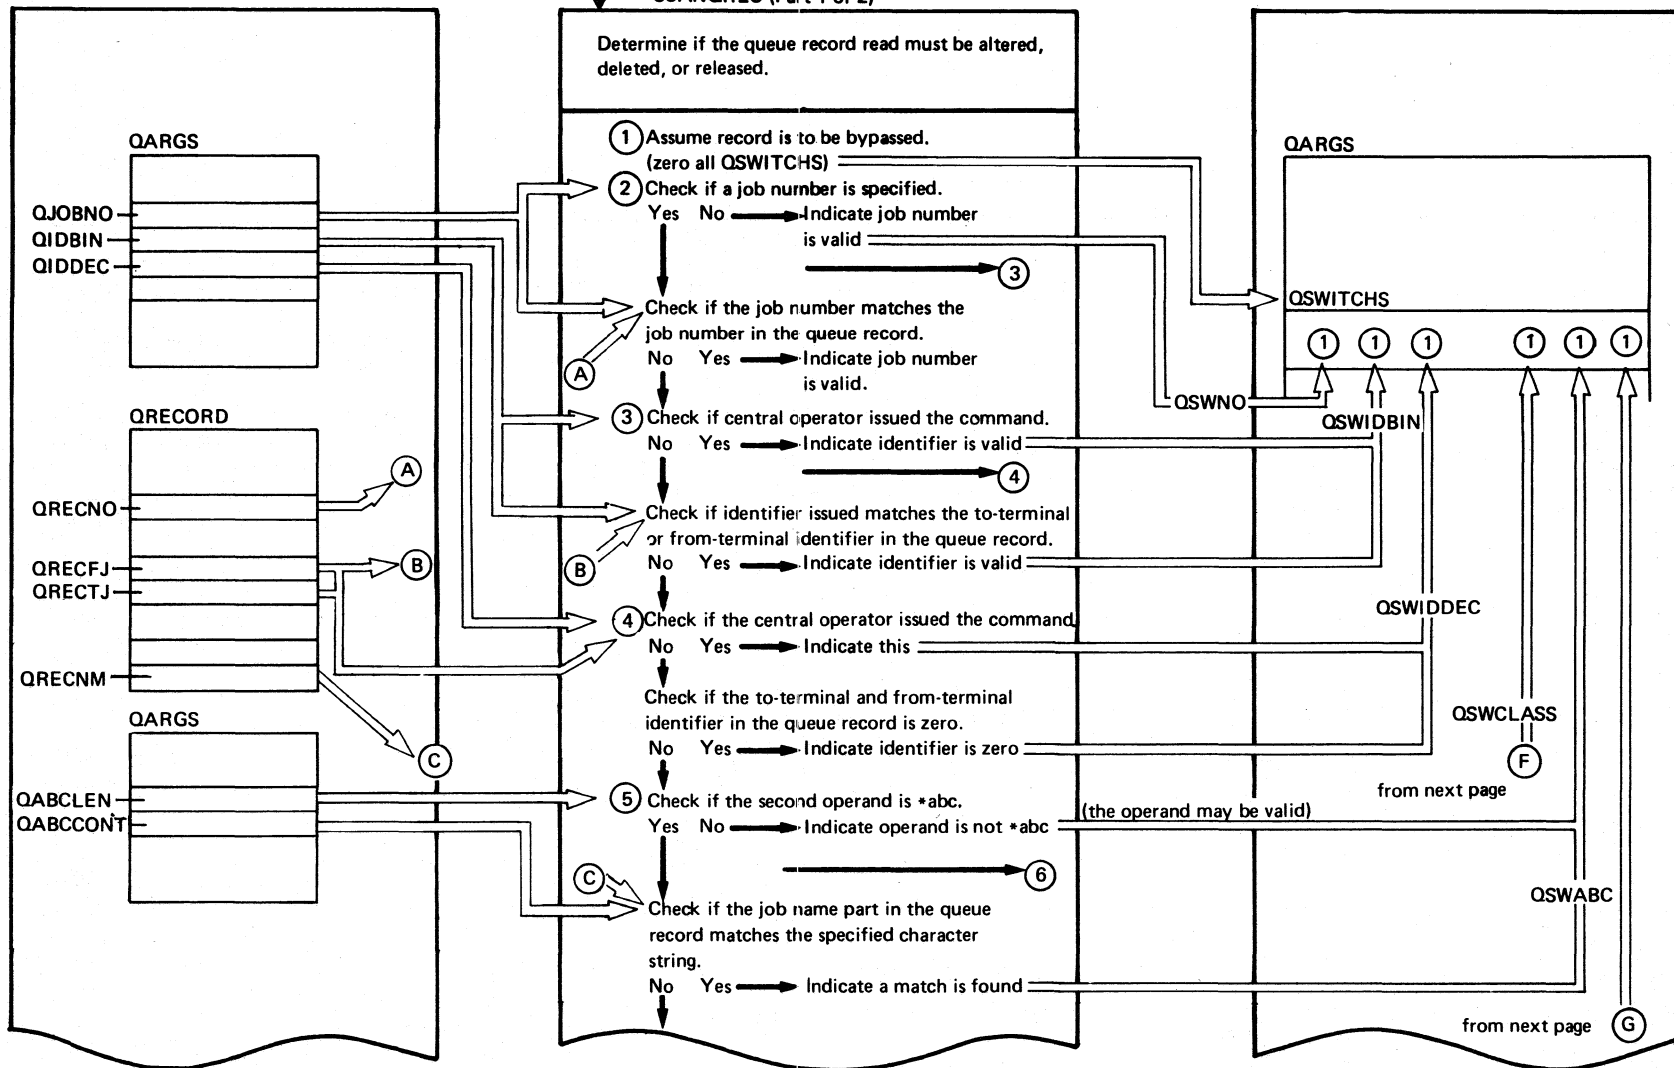 (Part 1 of 2)
Determine if the queue record read must be altered,
deleted, or released.
QARGS
QJOBNO
QIDBIN
QIDDEC
QRECORD
A
QRECNO
QRECFJ
B
QRECTJ
QRECNM
QARGS
C
QABCLEN
QABCCONT
1 Assume record is to be bypassed.
(zero all QSWITCHS)
2 Check if a job number is specified.
Yes No Indicate job number
is valid
3
Check if the job number matches the
job number in the queue record.
No Yes Indicate job number
A
is valid.
3 Check if central operator issued the command.
No Yes Indicate identifier is valid
4
Check if identifier issued matches the to-terminal
or from-terminal identifier in the queue record.
B
No Yes Indicate identifier is valid
4 Check if the central operator issued the command
No Yes Indicate this
Check if the to-terminal and from-terminal
identifier in the queue record is zero.
No Yes Indicate identifier is zero
5 Check if the second operand is *abc.
Yes No Indicate operand is not *abc
(the operand may be valid)
6
C
Check if the job name part in the queue
record matches the specified character
string.
No Yes Indicate a match is found
QARGS
QSWITCHS
1 1 1 1 1 1
QSWNO
QSWIDBIN
QSWIDDEC
QSWCLASS
F
from next page
QSWABC
from next page G